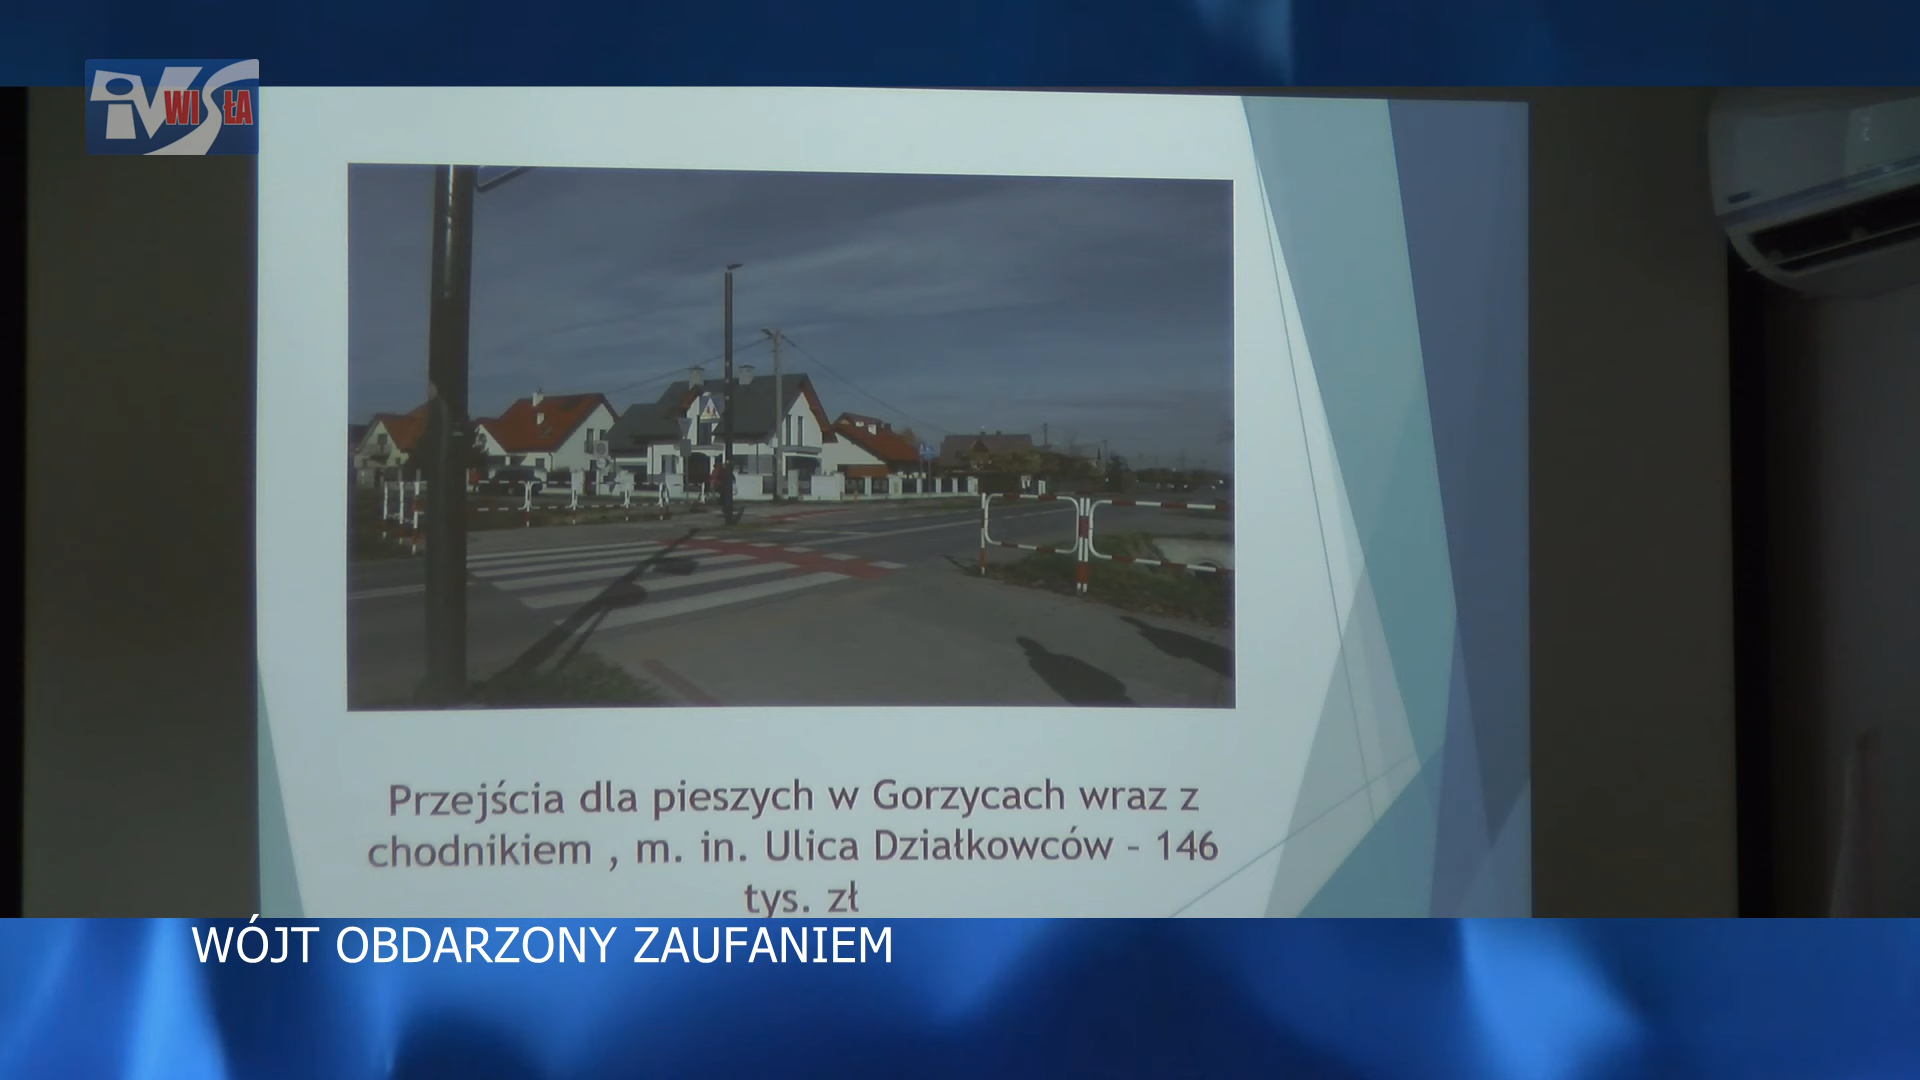 WISŁA
Przejścia dla pieszych w Gorzycach wraz z
chodnikiem , m. in. Ulica Działkowców - 146
tys. zł
WÓJT OBDARZONY ZAUFANIEM